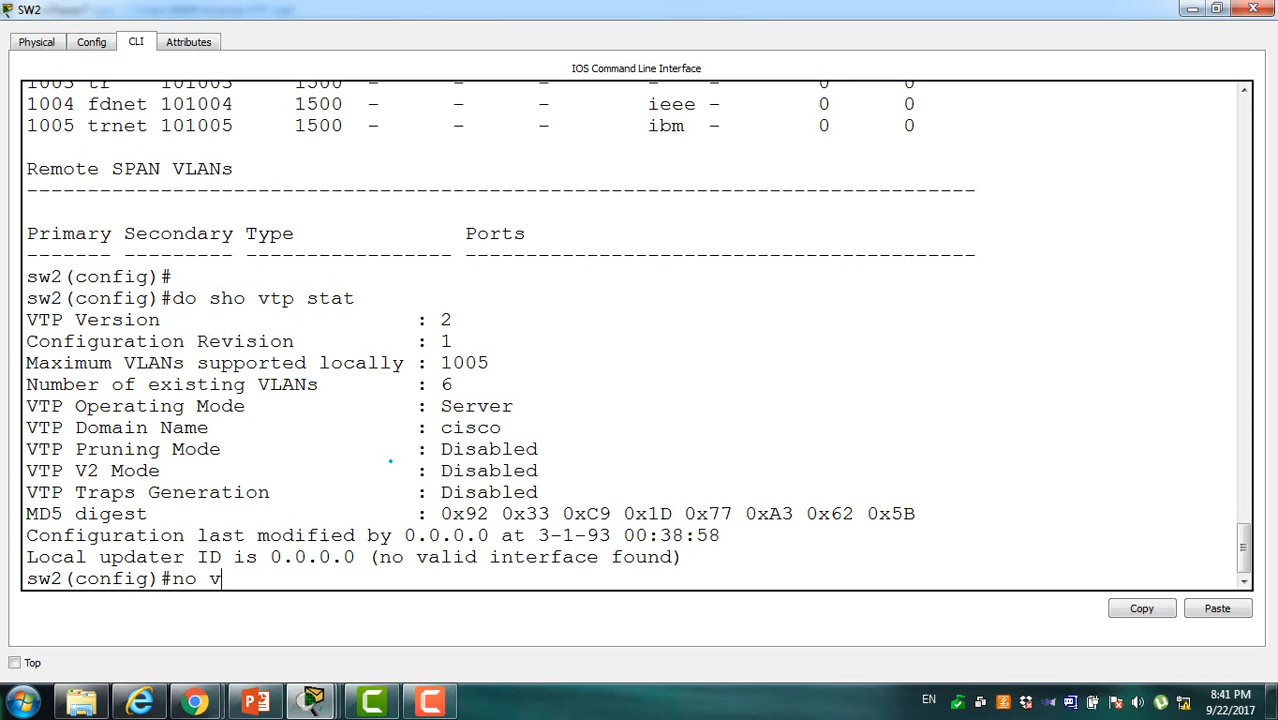 SW2
Physical Config CLI Attributes
IOS Command Line Interface
1003 tr 101003 1500 - - - - - 0 0
1004 fdnet 101004 1500 - - - ieee - 0 0
1005 trnet 101005 1500 - - - ibm - 0 0
Remote SPAN VLANs
------------------------------------------------------------------------------
Primary Secondary Type Ports
------- --------- ----------------- ------------------------------------------
sw2(config)#
sw2(config)#do sho vtp stat
VTP Version : 2
Configuration Revision : 1
Maximum VLANs supported locally : 1005
Number of existing VLANs : 6
VTP Operating Mode : Server
VTP Domain Name : cisco
VTP Pruning Mode : Disabled
VTP V2 Mode : Disabled
VTP Traps Generation : Disabled
MD5 digest : 0x92 0x33 0xC9 0x1D 0x77 0xA3 0x62 0x5B
Configuration last modified by 0.0.0.0 at 3-1-93 00:38:58
Local updater ID is 0.0.0.0 (no valid interface found)
sw2(config)#no v
Copy Paste
Top
EN
8:41 PM
9/22/2017